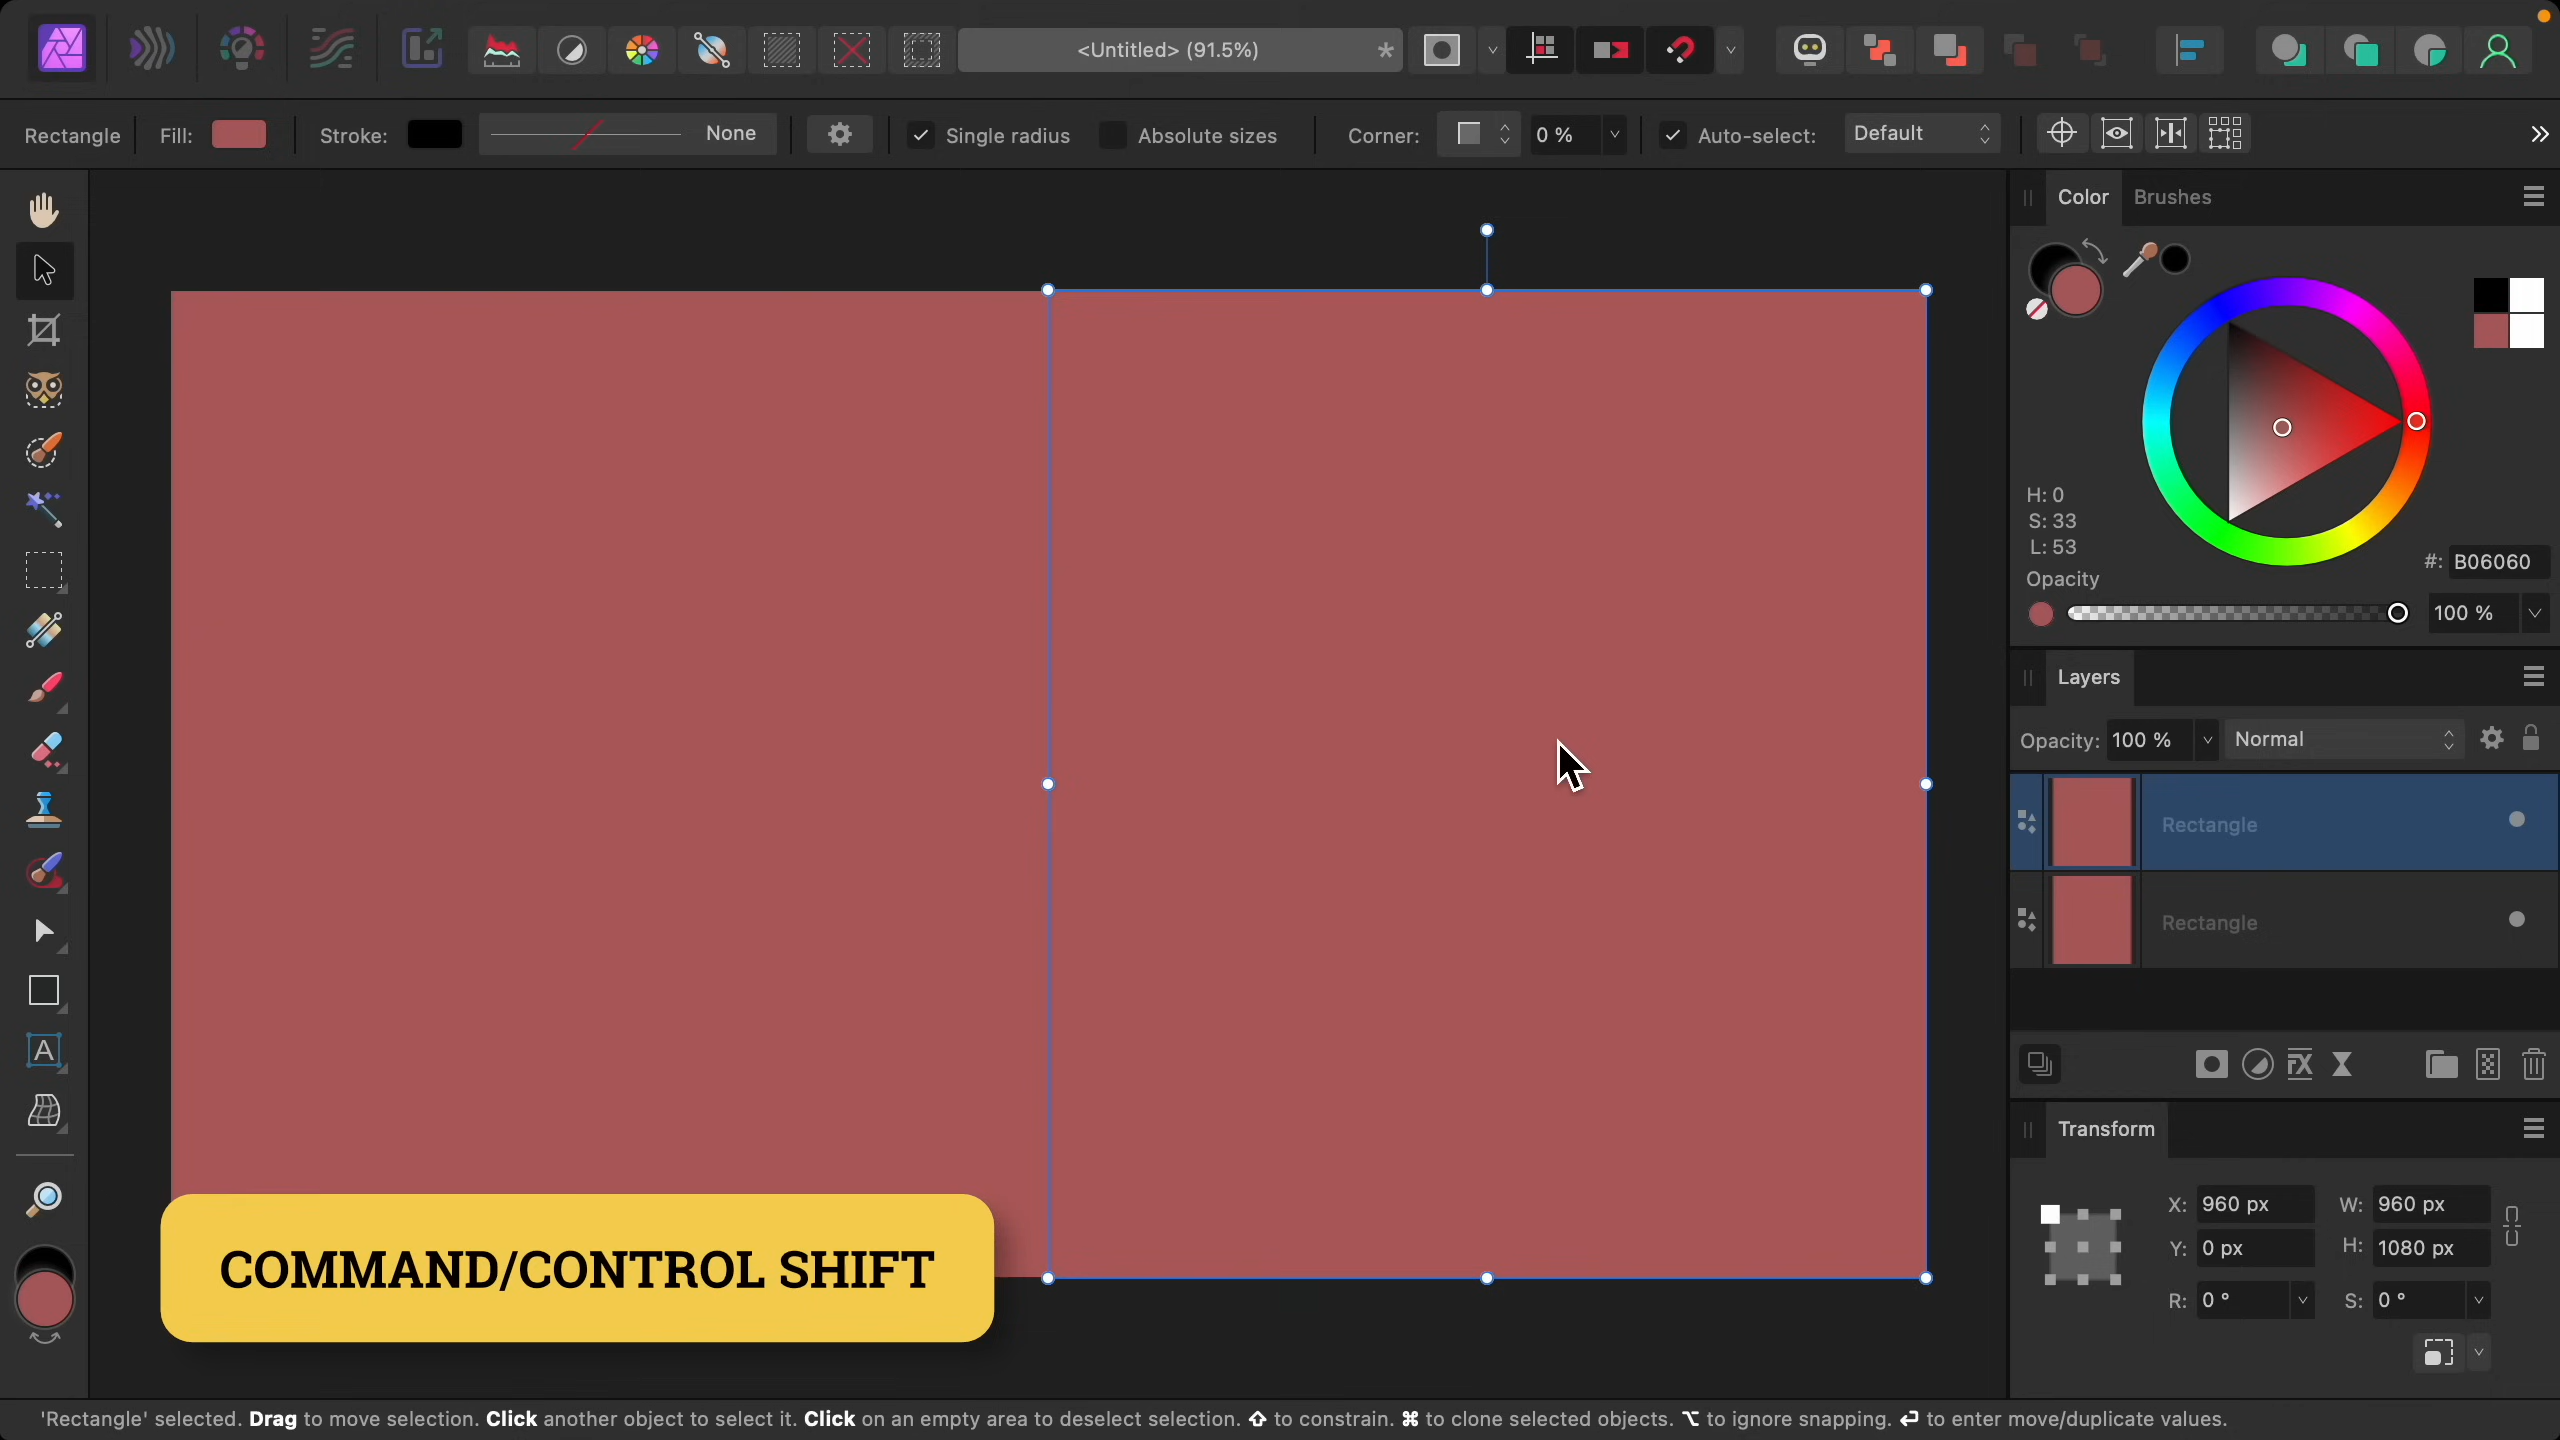 <Untitled> (91.5%)
*
Rectangle
Fill:
Stroke:
None
Single radius
Absolute sizes
Corner:
0 %
Auto-select:
Default
Color
Brushes
H: 0
S: 33
L: 53
#: B06060
Opacity
100 %
Layers
Opacity: 100 %
Normal
Rectangle
Rectangle
FX
A
Transform
X: 960 px
W: 960 px
Y: 0 px
H: 1080 px
R: 0 °
S: 0 °
COMMAND/CONTROL SHIFT
'Rectangle' selected. Drag to move selection. Click another object to select it. Click on an empty area to deselect selection. ⇧ to constrain. ⌘ to clone selected objects. ⌥ to ignore snapping. ↩ to enter move/duplicate values.